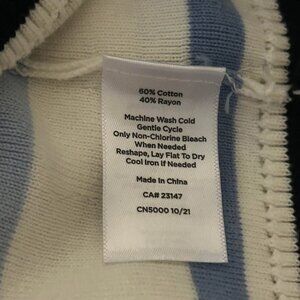 60% Cotton
40% Rayon
Machine Wash Cold
Gentle Cycle
Only Non-Chlorine Bleach
When Needed
Reshape, Lay Flat To Dry
Cool Iron if Needed
Made In China
CA# 23147
CN5000 10/21